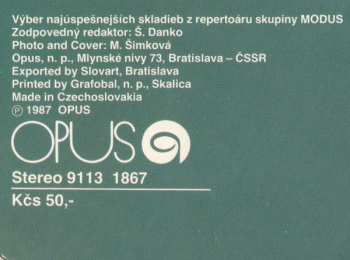 Výber najúspešnejších skladieb z repertoáru skupiny MODUS
Zodpovedný redaktor: Š. Danko
Photo and Cover: M. Šimková
Opus, n. p., Mlynské nivy 73, Bratislava – ČSSR
Exported by Slovart, Bratislava
Printed by Grafobal, n. p., Skalica
Made in Czechoslovakia
Ⓟ 1987 OPUS
OPUS
Stereo 9113 1867
Kčs 50,-